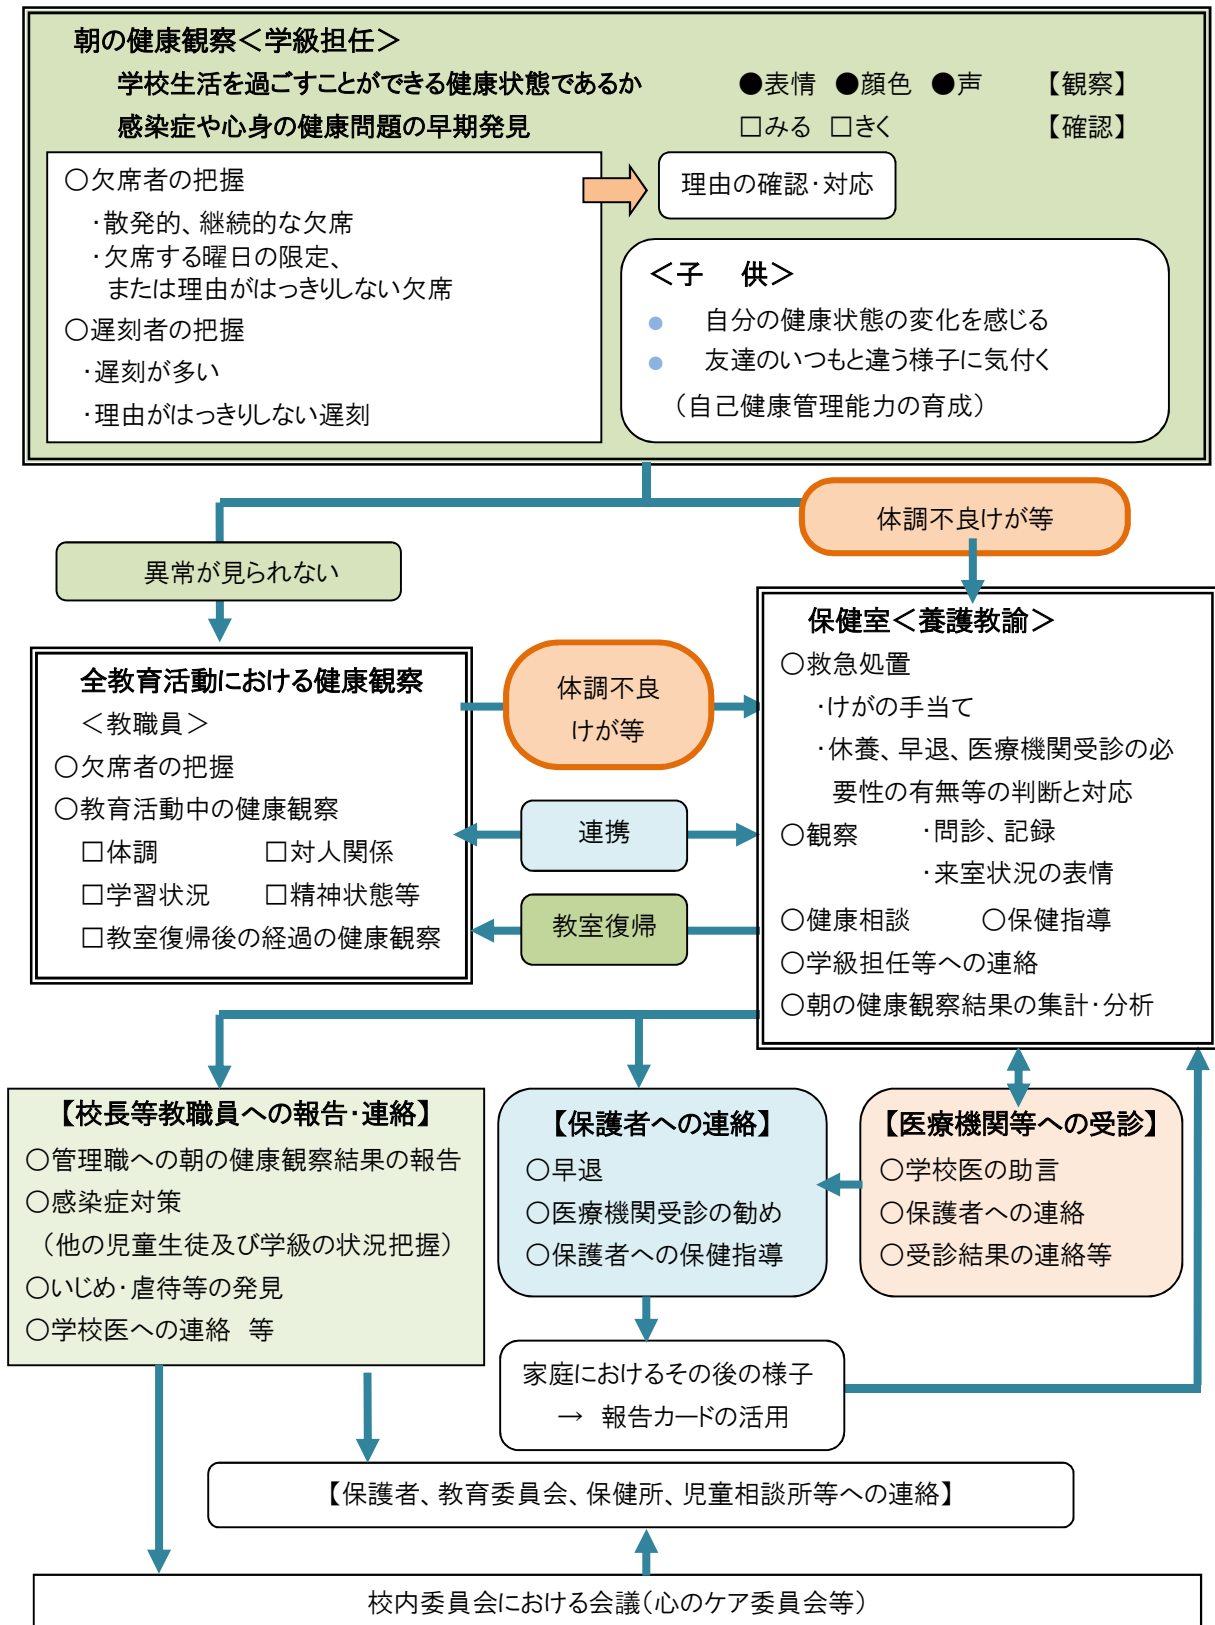 朝の健康観察＜学級担任＞
学校生活を過ごすことができる健康状態であるか ●表情 ●顔色 ●声 【観察】
感染症や心身の健康問題の早期発見 □みる □きく 【確認】
○欠席者の把握
・散発的、継続的な欠席
・欠席する曜日の限定、
または理由がはっきりしない欠席
○遅刻者の把握
・遅刻が多い
・理由がはっきりしない遅刻
理由の確認・対応
＜子 供＞
● 自分の健康状態の変化を感じる
● 友達のいつもと違う様子に気付く
（自己健康管理能力の育成）
体調不良けが等
異常が見られない
全教育活動における健康観察
＜教職員＞
○欠席者の把握
○教育活動中の健康観察
□体調 □対人関係
□学習状況 □精神状態等
□教室復帰後の経過の健康観察
体調不良
けが等
連携
教室復帰
保健室＜養護教諭＞
○救急処置
・けがの手当て
・休養、早退、医療機関受診の必
要性の有無等の判断と対応
○観察 ・問診、記録
・来室状況の表情
○健康相談 ○保健指導
○学級担任等への連絡
○朝の健康観察結果の集計・分析
【校長等教職員への報告・連絡】
○管理職への朝の健康観察結果の報告
○感染症対策
（他の児童生徒及び学級の状況把握）
○いじめ・虐待等の発見
○学校医への連絡 等
【保護者への連絡】
○早退
○医療機関受診の勧め
○保護者への保健指導
【医療機関等への受診】
○学校医の助言
○保護者への連絡
○受診結果の連絡等
家庭におけるその後の様子
→ 報告カードの活用
【保護者、教育委員会、保健所、児童相談所等への連絡】
校内委員会における会議（心のケア委員会等）